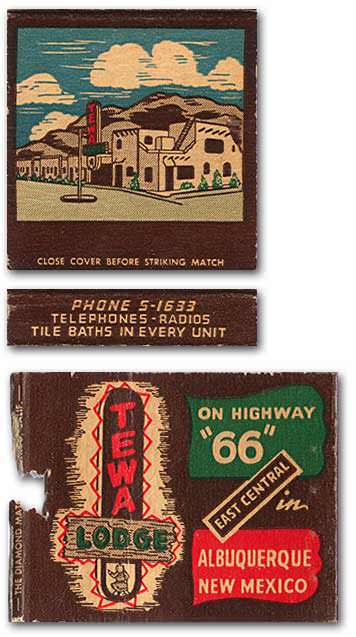 TEWA
CLOSE COVER BEFORE STRIKING MATCH
PHONE 5-1633
TELEPHONES - RADIOS
TILE BATHS IN EVERY UNIT
— THE DIAMOND MAT
TEWA
LODGE
ON HIGHWAY
"66"
EAST CENTRAL
in
ALBUQUERQUE
NEW MEXICO